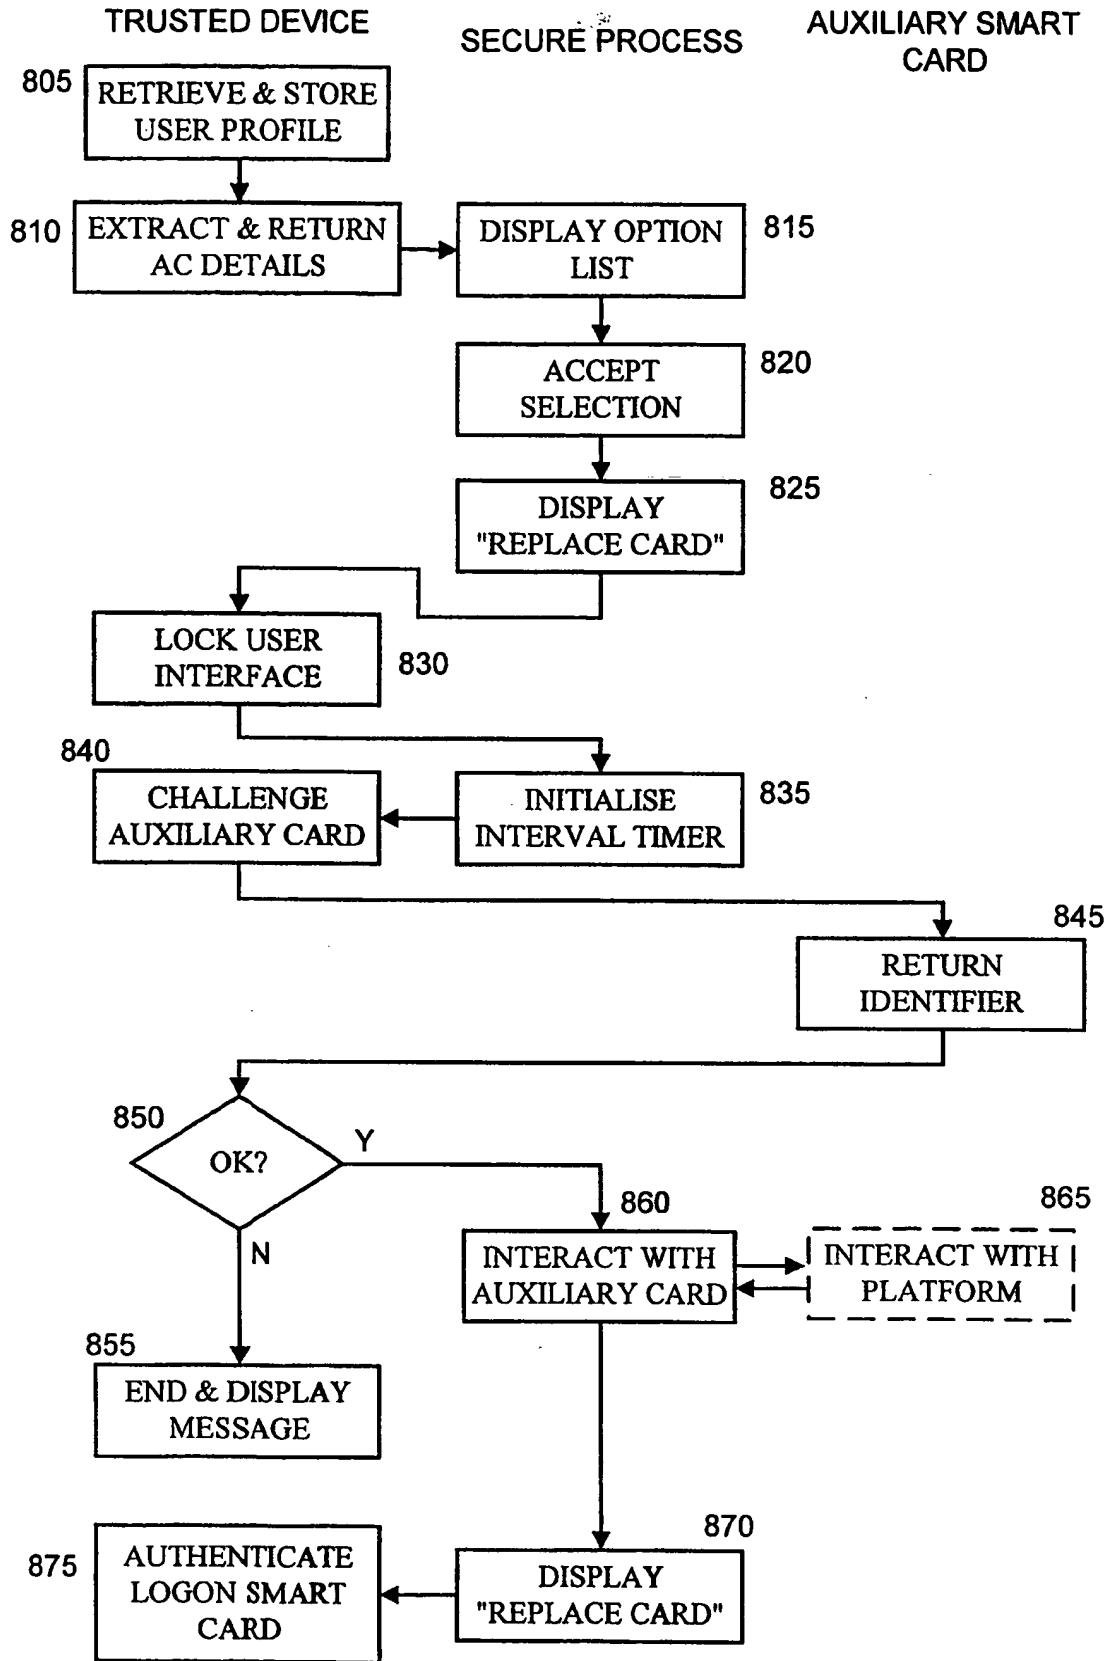 TRUSTED DEVICE
SECURE PROCESS
AUXILIARY SMART
CARD
805
RETRIEVE & STORE
USER PROFILE
810
EXTRACT & RETURN
AC DETAILS
DISPLAY OPTION
LIST
815
ACCEPT
SELECTION
820
DISPLAY
"REPLACE CARD"
825
LOCK USER
INTERFACE
830
840
CHALLENGE
AUXILIARY CARD
INITIALISE
INTERVAL TIMER
835
845
RETURN
IDENTIFIER
850
OK?
Y
N
860
INTERACT WITH
AUXILIARY CARD
865
INTERACT WITH
PLATFORM
855
END & DISPLAY
MESSAGE
870
DISPLAY
"REPLACE CARD"
875
AUTHENTICATE
LOGON SMART
CARD